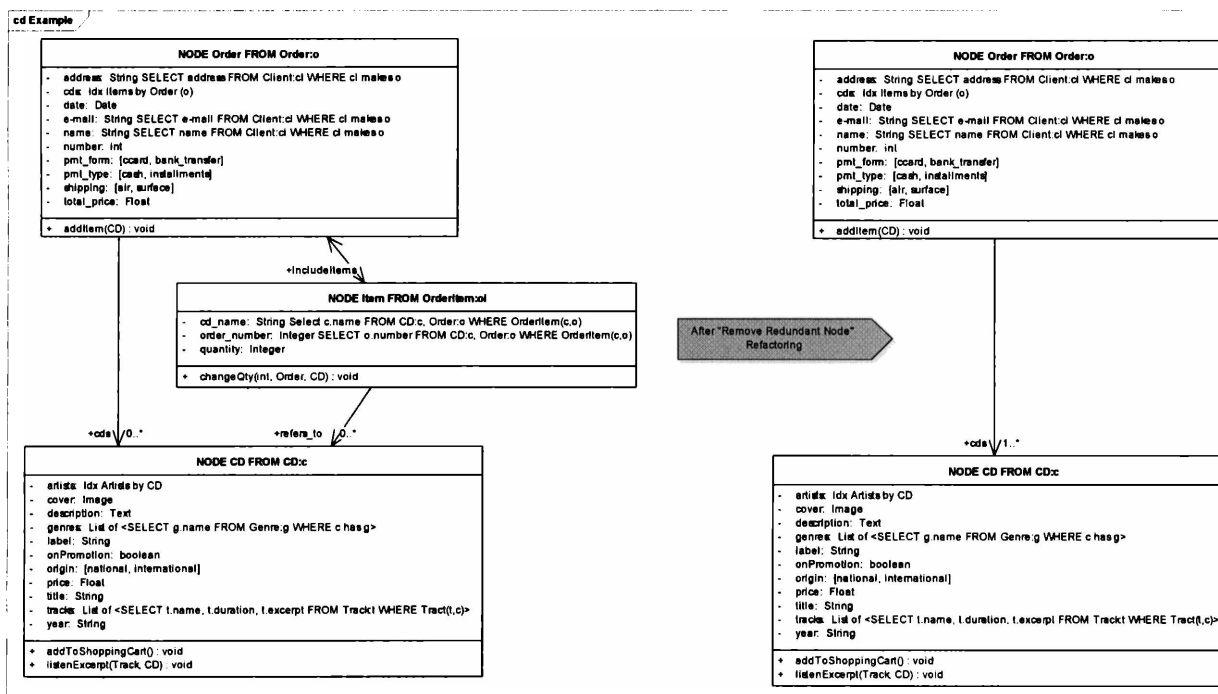 cd Example
NODE Order FROM Order:o
- address: String SELECT address FROM Client:cl WHERE cl makes o
- cds: Idx Items by Order (o)
- date: Date
- e-mail: String SELECT e-mail FROM Client:cl WHERE cl makes o
- name: String SELECT name FROM Client:cl WHERE cl makes o
- number: int
- pmt_form: [ccard, bank_transfer]
- pmt_type: [cash, installments]
- shipping: [air, surface]
- total_price: Float
+ addItem(CD) : void
+includeItems
NODE Item FROM OrderItem:oi
- cd_name: String Select c.name FROM CD:c, Order:o WHERE OrderItem(c,o)
- order_number: Integer SELECT o.number FROM CD:c, Order:o WHERE OrderItem(c,o)
- quantity: Integer
+ changeQty(int, Order, CD) : void
+cds 0..*
+refers_to 0..*
NODE CD FROM CD:c
- artists: Idx Artists by CD
- cover: Image
- description: Text
- genres: List of <SELECT g.name FROM Genre:g WHERE c has g>
- label: String
- onPromotion: boolean
- origin: [national, international]
- price: Float
- title: String
- tracks: List of <SELECT t.name, t.duration, t.excerpt FROM Track:t WHERE Tract(t,c)>
- year: String
+ addToShoppingCart() : void
+ listenExcerpt(Track, CD) : void
After "Remove Redundant Node"
Refactoring
NODE Order FROM Order:o
- address: String SELECT address FROM Client:cl WHERE cl makes o
- cds: Idx Items by Order (o)
- date: Date
- e-mail: String SELECT e-mail FROM Client:cl WHERE cl makes o
- name: String SELECT name FROM Client:cl WHERE cl makes o
- number: int
- pmt_form: [ccard, bank_transfer]
- pmt_type: [cash, installments]
- shipping: [air, surface]
- total_price: Float
+ addItem(CD) : void
+cds 1..*
NODE CD FROM CD:c
- artists: Idx Artists by CD
- cover: Image
- description: Text
- genres: List of <SELECT g.name FROM Genre:g WHERE c has g>
- label: String
- onPromotion: boolean
- origin: [national, international]
- price: Float
- title: String
- tracks: List of <SELECT t.name, t.duration, t.excerpt FROM Track:t WHERE Tract(t,c)>
- year: String
+ addToShoppingCart() : void
+ listenExcerpt(Track, CD) : void